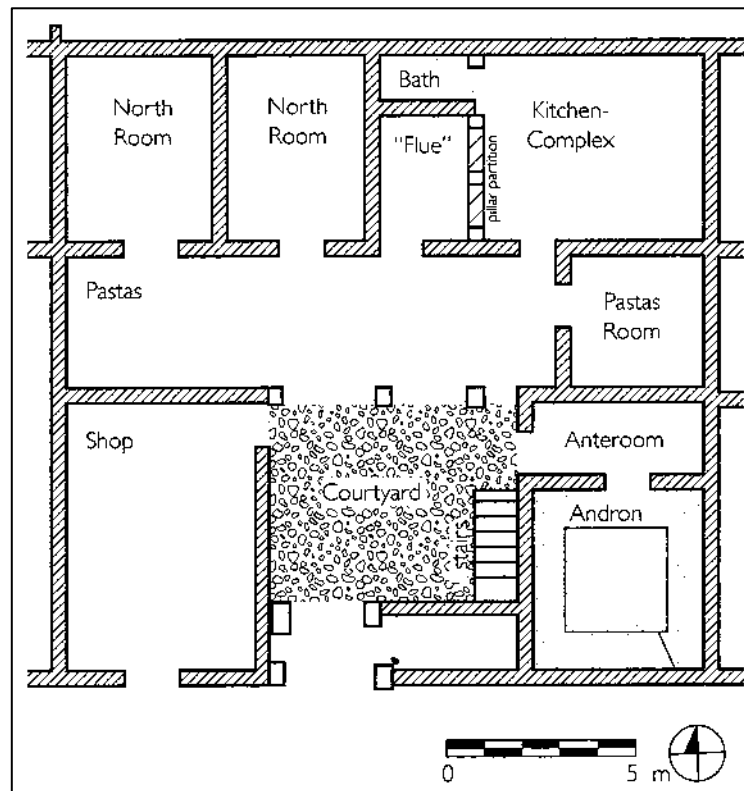 Bath
North
Room
North
Room
Kitchen-
Complex
"Flue"
pillar partition
Pastas
Pastas
Room
Shop
Anteroom
Courtyard
stairs
Andron
0 5 m